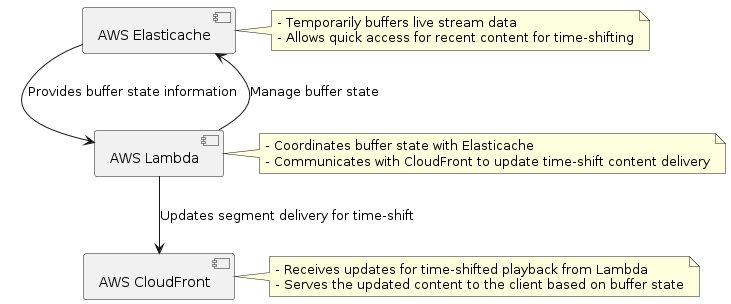 AWS Elasticache
- Temporarily buffers live stream data
- Allows quick access for recent content for time-shifting
Provides buffer state information
Manage buffer state
AWS Lambda
- Coordinates buffer state with Elasticache
- Communicates with CloudFront to update time-shift content delivery
Updates segment delivery for time-shift
AWS CloudFront
- Receives updates for time-shifted playback from Lambda
- Serves the updated content to the client based on buffer state